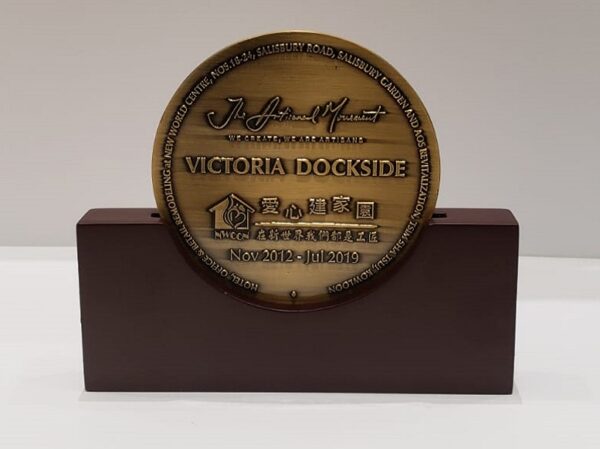 HOTEL, OFFICE & RETAIL REMODELING of NEW WORLD CENTRE, NOS.18-24, SALISBURY ROAD, SALISBURY GARDEN AND AOS REVITALIZATION, TSIM SHA TSUI, KOWLOON
The Artisanal Movement
WE CREATE, WE ARE ARTISANS
VICTORIA DOCKSIDE
愛心建家園
NWCON
在新世界我們都是工匠
Nov 2012 - Jul 2019